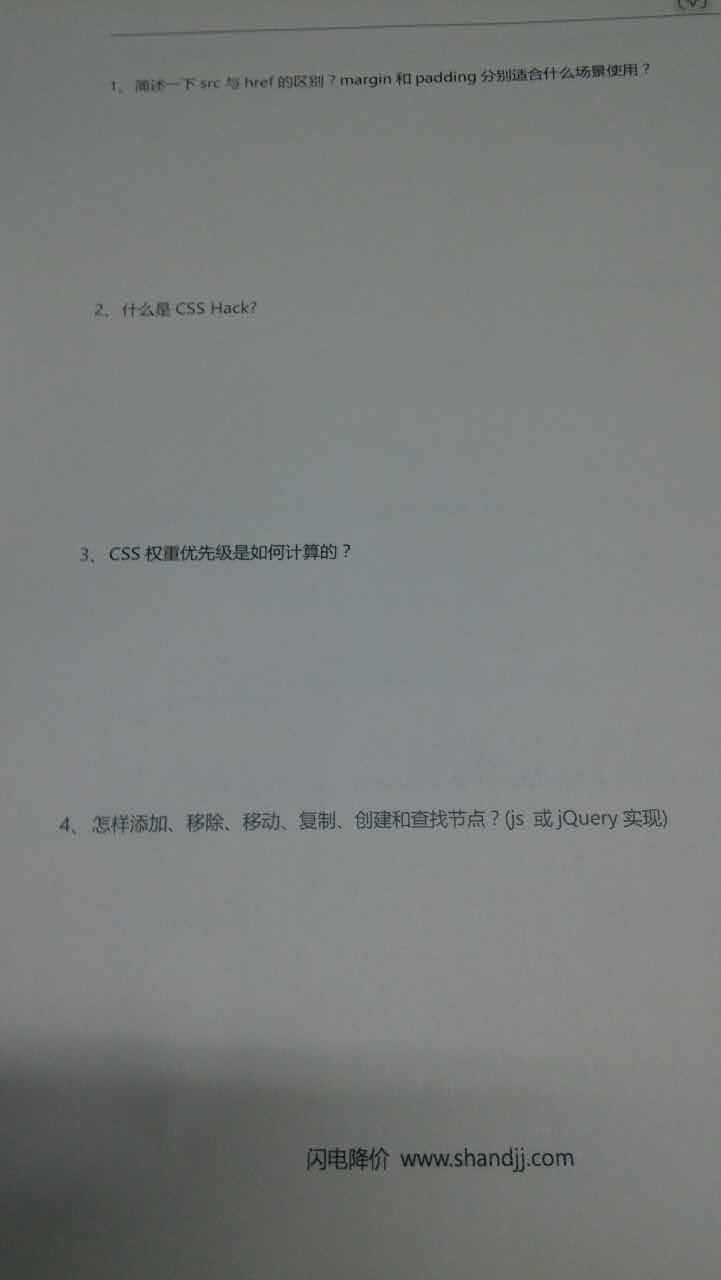 1、简述一下 src 与 href 的区别？margin 和 padding 分别适合什么场景使用？
2、什么是 CSS Hack?
3、CSS 权重优先级是如何计算的？
4、怎样添加、移除、移动、复制、创建和查找节点？(js 或 jQuery 实现)
闪电降价 www.shandjj.com